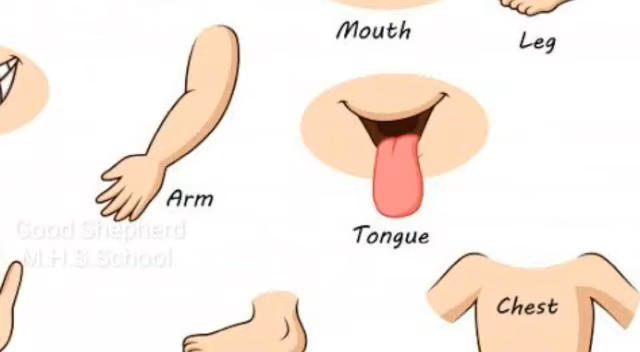 Mouth
Leg
Arm
Good Shepherd
M.H.S.School
Tongue
Chest